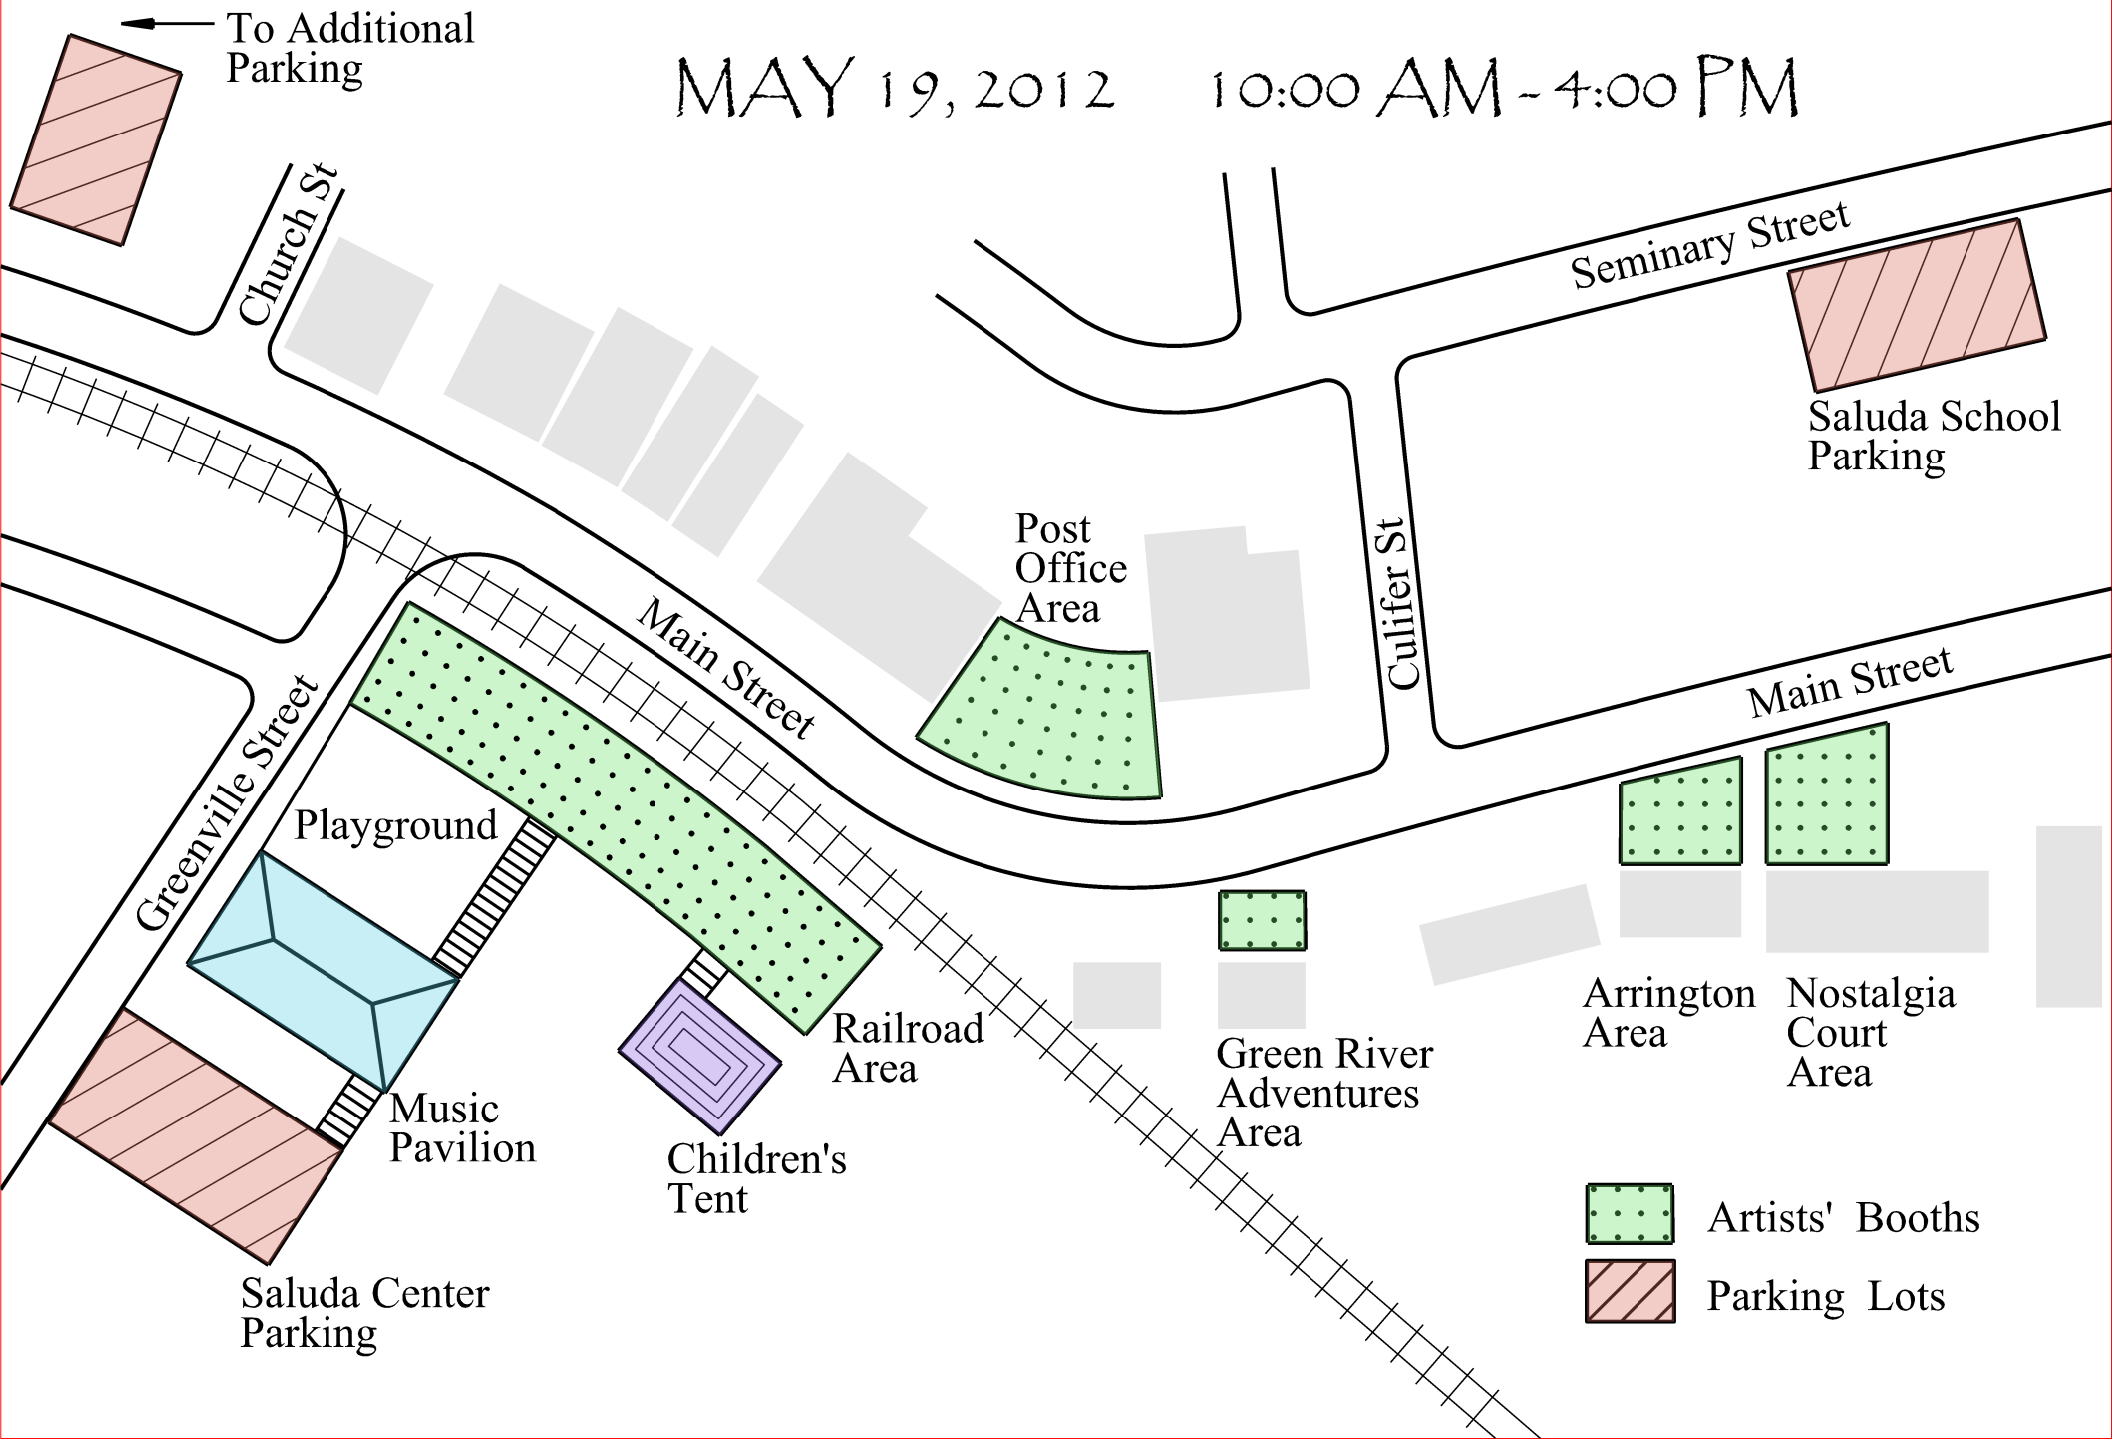 To Additional
Parking
MAY 19, 2012 10:00 AM - 4:00 PM
Church St
Seminary Street
Saluda School
Parking
Post
Office
Area
Culifer St
Main Street
Main Street
Greenville Street
Playground
Railroad
Area
Arrington
Area
Nostalgia
Court
Area
Green River
Adventures
Area
Music
Pavilion
Children's
Tent
Artists' Booths
Parking Lots
Saluda Center
Parking